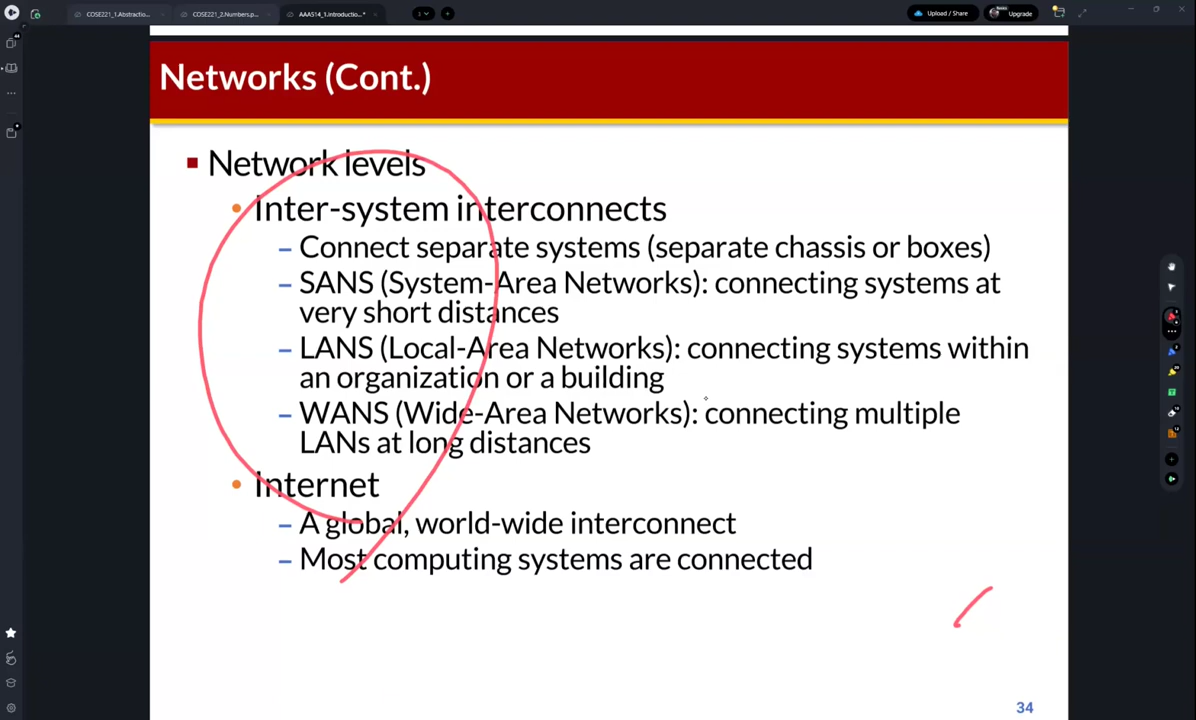 COSE221_1.Abstractio...
COSE221_2.Numbers.p...
AAA514_1.Introductio...*
2
Upload / Share
Upgrade
Networks (Cont.)
Network levels
Inter-system interconnects
– Connect separate systems (separate chassis or boxes)
– SANS (System-Area Networks): connecting systems at
very short distances
– LANS (Local-Area Networks): connecting systems within
an organization or a building
– WANS (Wide-Area Networks): connecting multiple
LANs at long distances
Internet
– A global, world-wide interconnect
– Most computing systems are connected
34